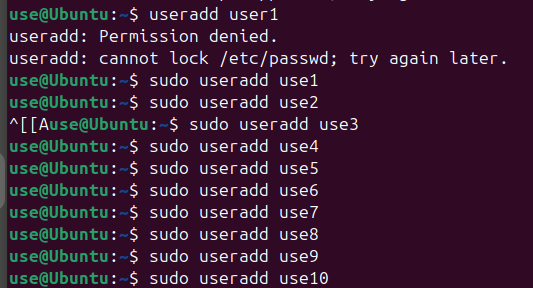 use@Ubuntu:~$ useradd user1
useradd: Permission denied.
useradd: cannot lock /etc/passwd; try again later.
use@Ubuntu:~$ sudo useradd use1
use@Ubuntu:~$ sudo useradd use2
^[[Ause@Ubuntu:~$ sudo useradd use3
use@Ubuntu:~$ sudo useradd use4
use@Ubuntu:~$ sudo useradd use5
use@Ubuntu:~$ sudo useradd use6
use@Ubuntu:~$ sudo useradd use7
use@Ubuntu:~$ sudo useradd use8
use@Ubuntu:~$ sudo useradd use9
use@Ubuntu:~$ sudo useradd use10